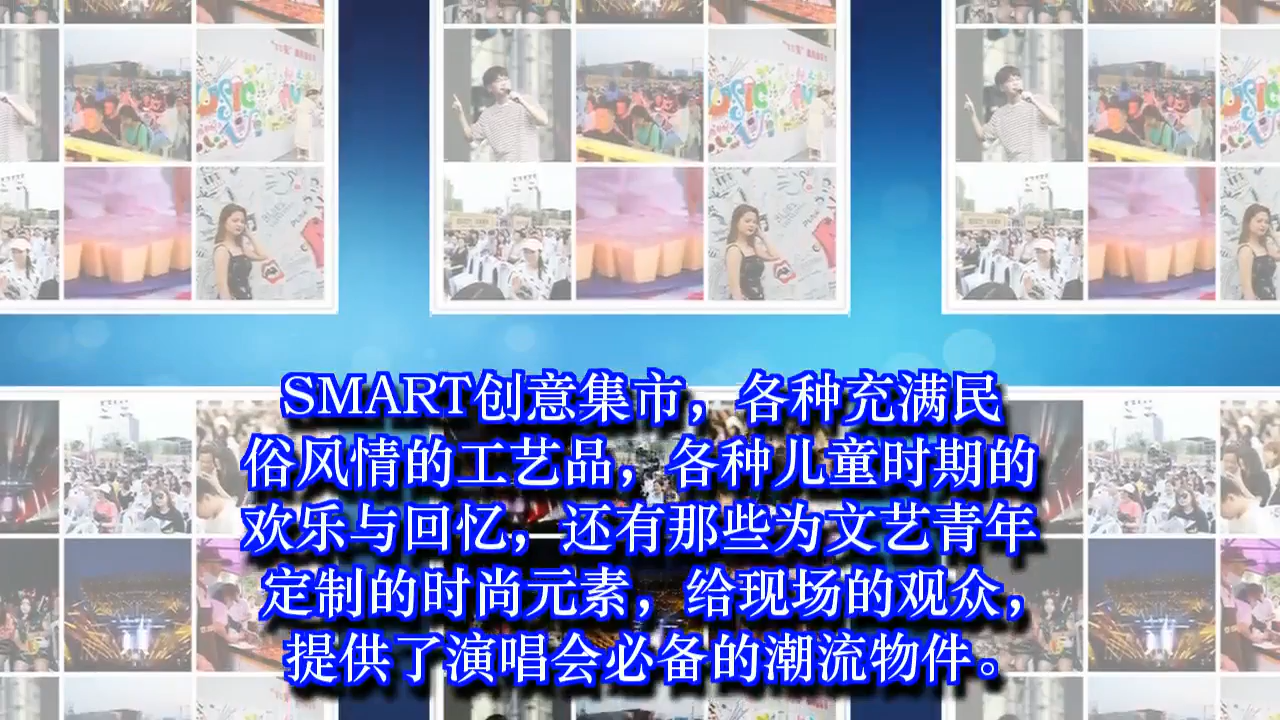 SMART创意集市，各种充满民
俗风情的工艺品，各种儿童时期的
欢乐与回忆，还有那些为文艺青年
定制的时尚元素，给现场的观众，
提供了演唱会必备的潮流物件。